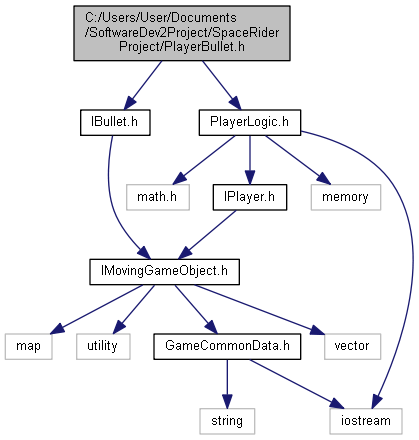 C:/Users/User/Documents
/SoftwareDev2Project/SpaceRider
Project/PlayerBullet.h
IBullet.h
PlayerLogic.h
math.h
IPlayer.h
memory
IMovingGameObject.h
map
utility
GameCommonData.h
vector
string
iostream